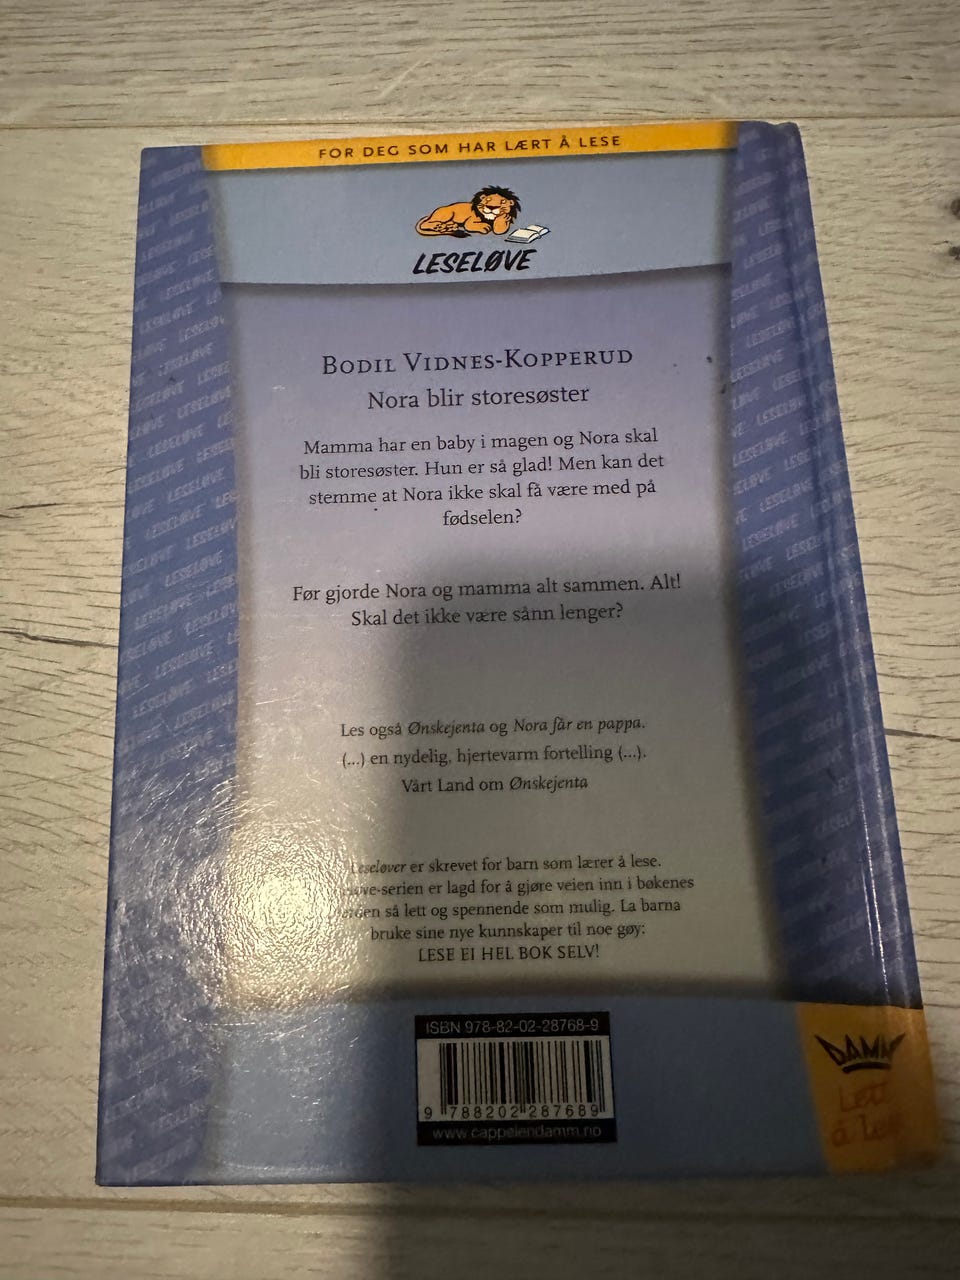 FOR DEG SOM HAR LÆRT Å LESE
LESELØVE
BODIL VIDNES-KOPPERUD
Nora blir storesøster
Mamma har en baby i magen og Nora skal
bli storesøster. Hun er så glad! Men kan det
stemme at Nora ikke skal få være med på
fødselen?
Før gjorde Nora og mamma alt sammen. Alt!
Skal det ikke være sånn lenger?
Les også Ønskejenta og Nora får en pappa.
(...) en nydelig, hjertevarm fortelling (...).
Vårt Land om Ønskejenta
Leseløver er skrevet for barn som lærer å lese.
-serien er lagd for å gjøre veien inn i bøkenes
så lett og spennende som mulig. La barna
bruke sine nye kunnskaper til noe gøy:
LESE EI HEL BOK SELV!
ISBN 978-82-02-28768-9
9 788202 287689
www.cappelendamm.no
DAMM
Lett
å lese